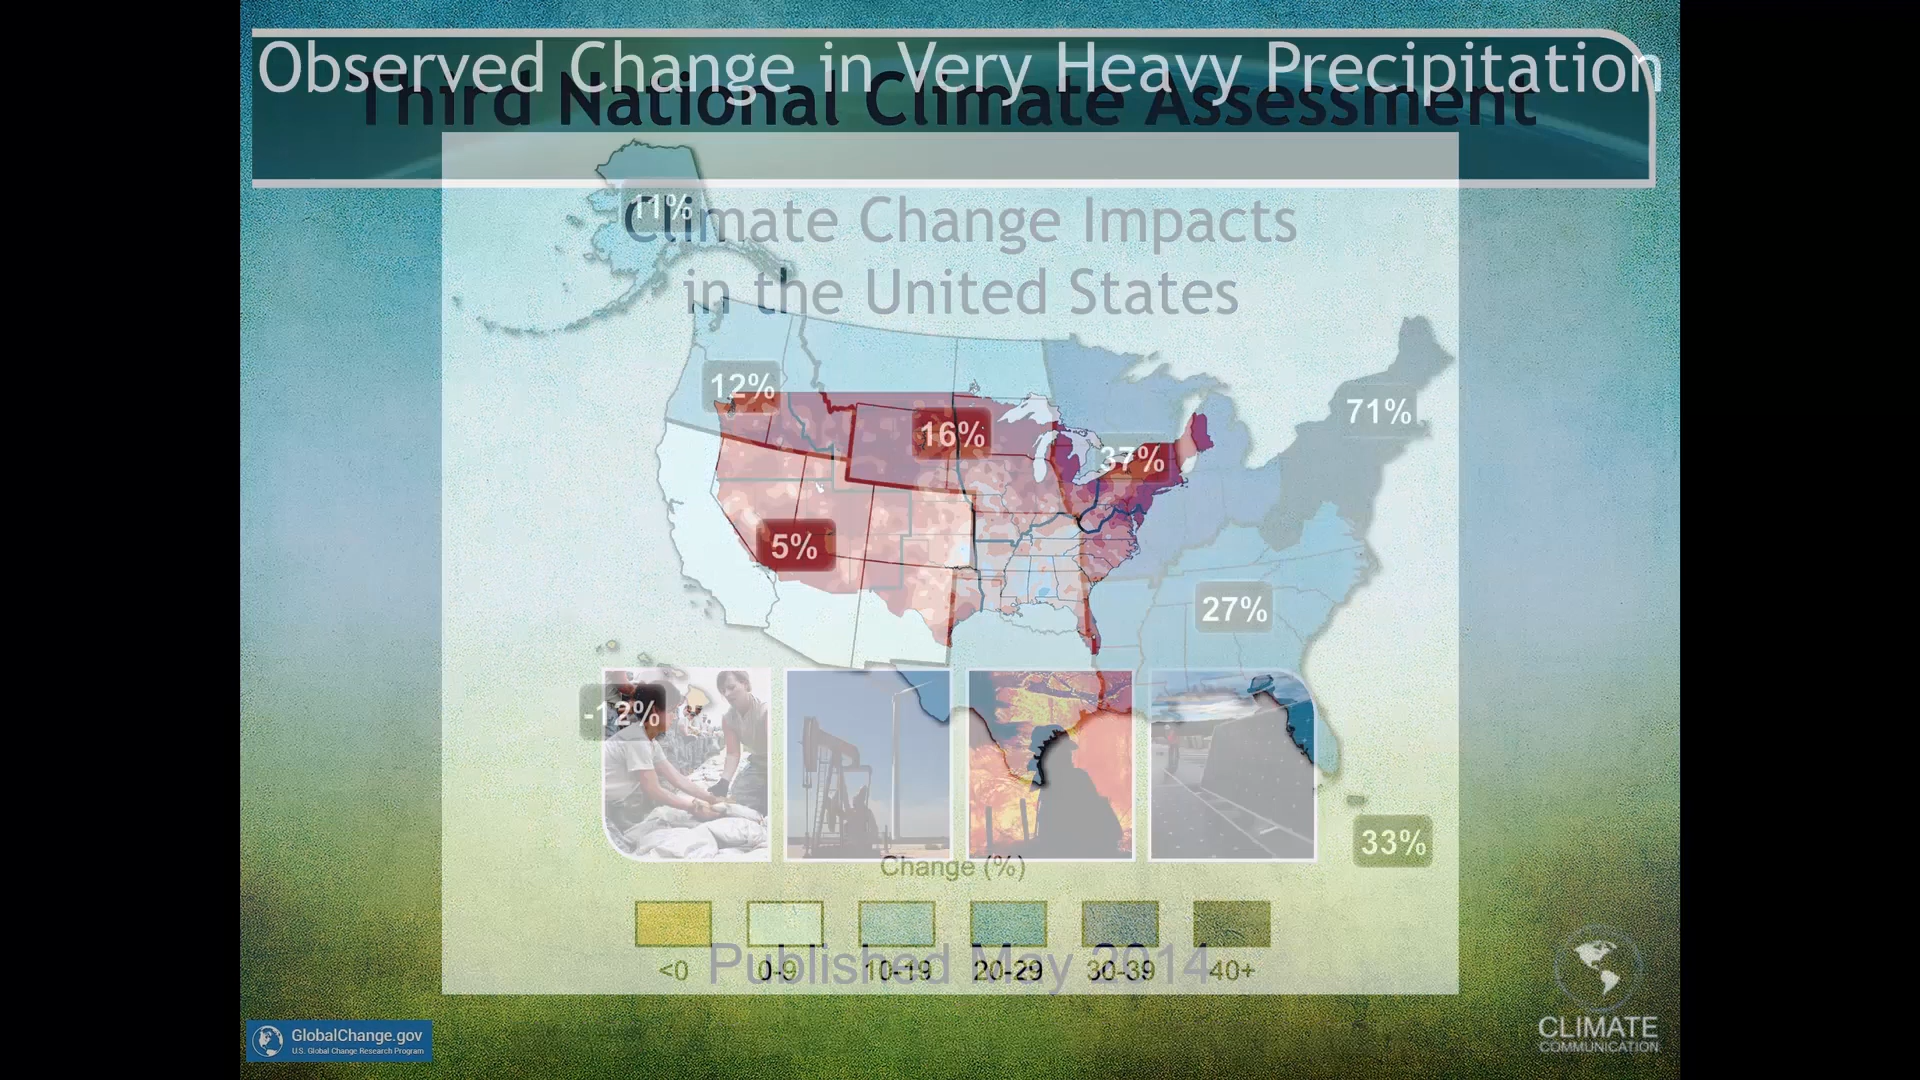 Observed Change in Very Heavy Precipitation
Third National Climate Assessment
11%
Climate Change Impacts
in the United States
12%
16%
71%
37%
5%
27%
-12%
33%
Change (%)
<0 0-9 10-19 20-29 30-39 40+
Published May 2014
GlobalChange.gov
U.S. Global Change Research Program
CLIMATE
COMMUNICATION